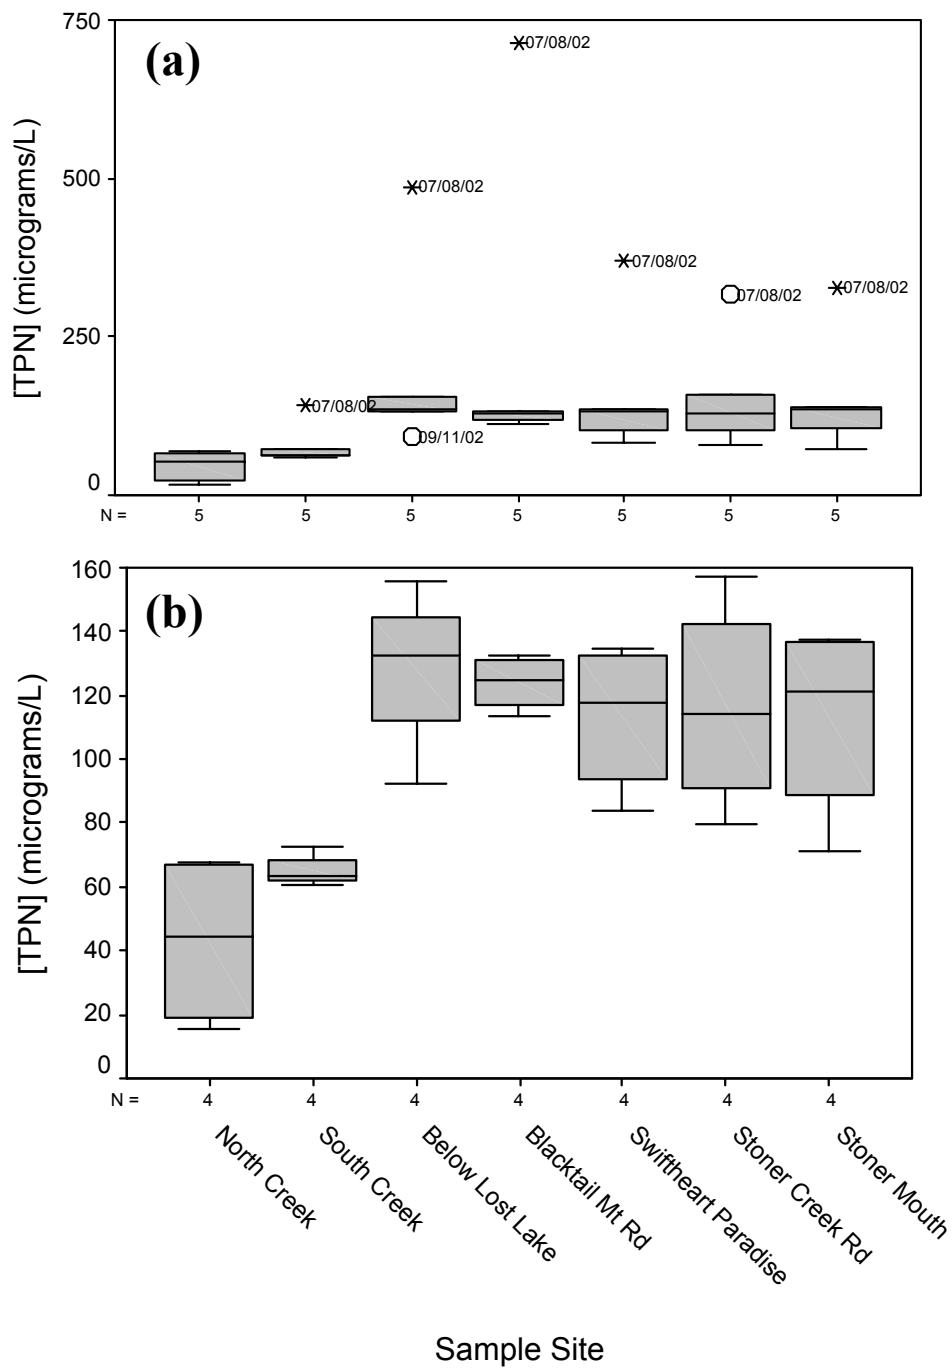 750
(a)
07/08/02
500
07/08/02
07/08/02
07/08/02
07/08/02
250
07/08/02
09/11/02
0
[TPN] (micrograms/L)
N = 5 5 5 5 5 5 5
160
(b)
140
120
100
80
60
40
20
0
[TPN] (micrograms/L)
N = 4 4 4 4 4 4 4
North Creek
South Creek
Below Lost Lake
Blacktail Mt Rd
Swiftheart Paradise
Stoner Creek Rd
Stoner Mouth
Sample Site